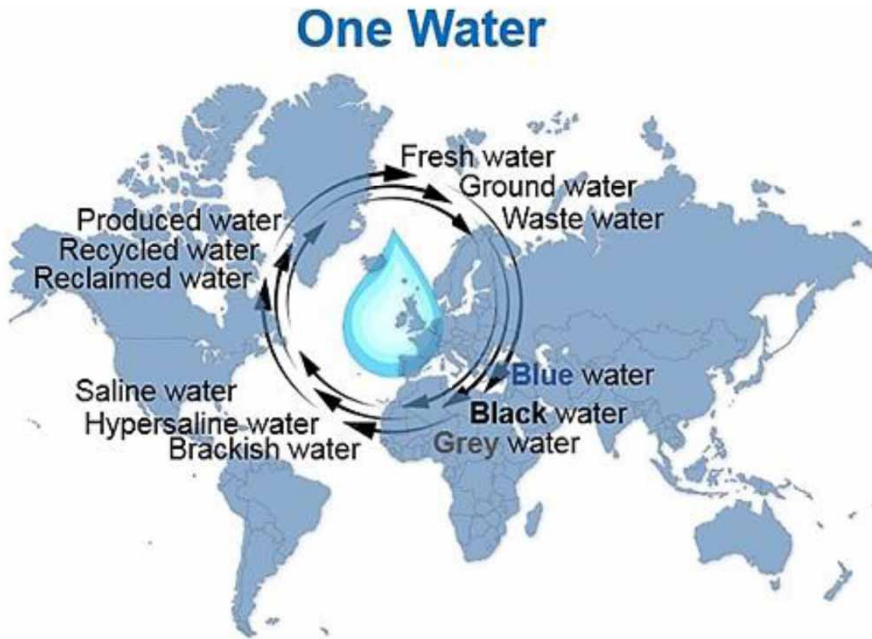 One Water
Fresh water
Ground water
Waste water
Produced water
Recycled water
Reclaimed water
Blue water
Black water
Grey water
Saline water
Hypersaline water
Brackish water